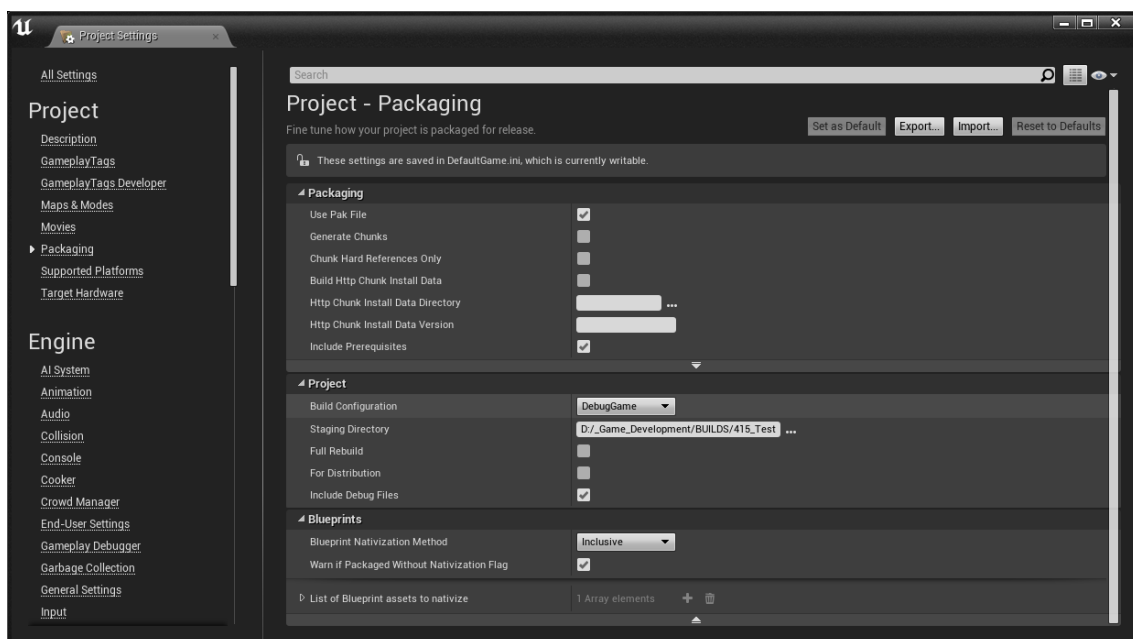 Project Settings
All Settings
Project
Description
GameplayTags
GameplayTags Developer
Maps & Modes
Movies
Packaging
Supported Platforms
Target Hardware
Engine
AI System
Animation
Audio
Collision
Console
Cooker
Crowd Manager
End-User Settings
Gameplay Debugger
Garbage Collection
General Settings
Input
Search
Project - Packaging
Fine tune how your project is packaged for release.
Set as Default Export... Import... Reset to Defaults
These settings are saved in DefaultGame.ini, which is currently writable.
Packaging
Use Pak File
Generate Chunks
Chunk Hard References Only
Build Http Chunk Install Data
Http Chunk Install Data Directory ...
Http Chunk Install Data Version
Include Prerequisites
Project
Build Configuration DebugGame
Staging Directory D:/_Game_Development/BUILDS/415_Test ...
Full Rebuild
For Distribution
Include Debug Files
Blueprints
Blueprint Nativization Method Inclusive
Warn if Packaged Without Nativization Flag
List of Blueprint assets to nativize 1 Array elements